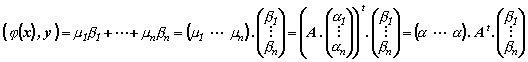 (φ(x), y) = μ₁β₁ + ⋯ + μₙβₙ = (μ₁ ⋯ μₙ).(β₁ ⋮ βₙ) = (A.(α₁ ⋮ αₙ))ᵗ.(β₁ ⋮ βₙ) = (α ⋯ α).Aᵗ.(β₁ ⋮ βₙ)